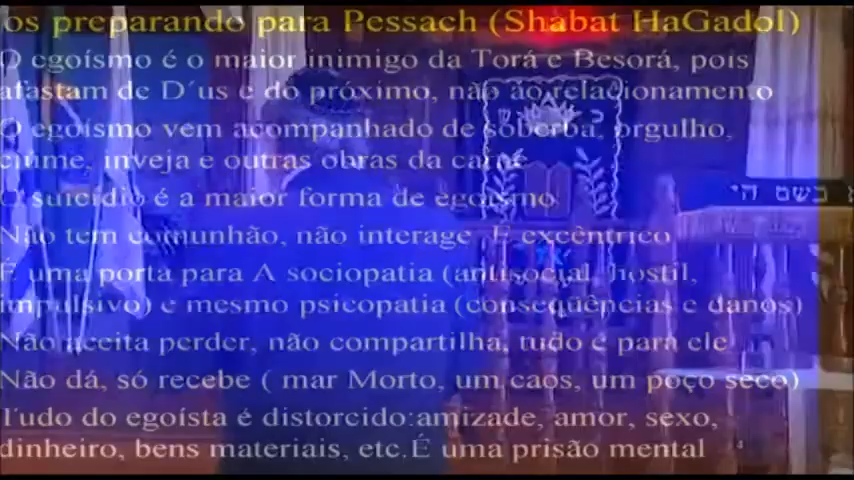 os preparando para Pessach (Shabat HaGadol)
O egoísmo é o maior inimigo da Torá e Besorá, pois
afastam de D´us e do próximo, não ao relacionamento
O egoísmo vem acompanhado de soberba, orgulho,
ciúme, inveja e outras obras da carne
O suicídio é a maior forma de egoísmo
Não tem comunhão, não interage. É excêntrico
É uma porta para A sociopatia (antisocial, hostil,
impulsivo) e mesmo psicopatia (conseqüências e danos)
Não aceita perder, não compartilha, tudo é para ele
Não dá, só recebe ( mar Morto, um caos, um poço seco)
Tudo do egoísta é distorcido:amizade, amor, sexo,
dinheiro, bens materiais, etc.É uma prisão mental
כ ש
בשם הי